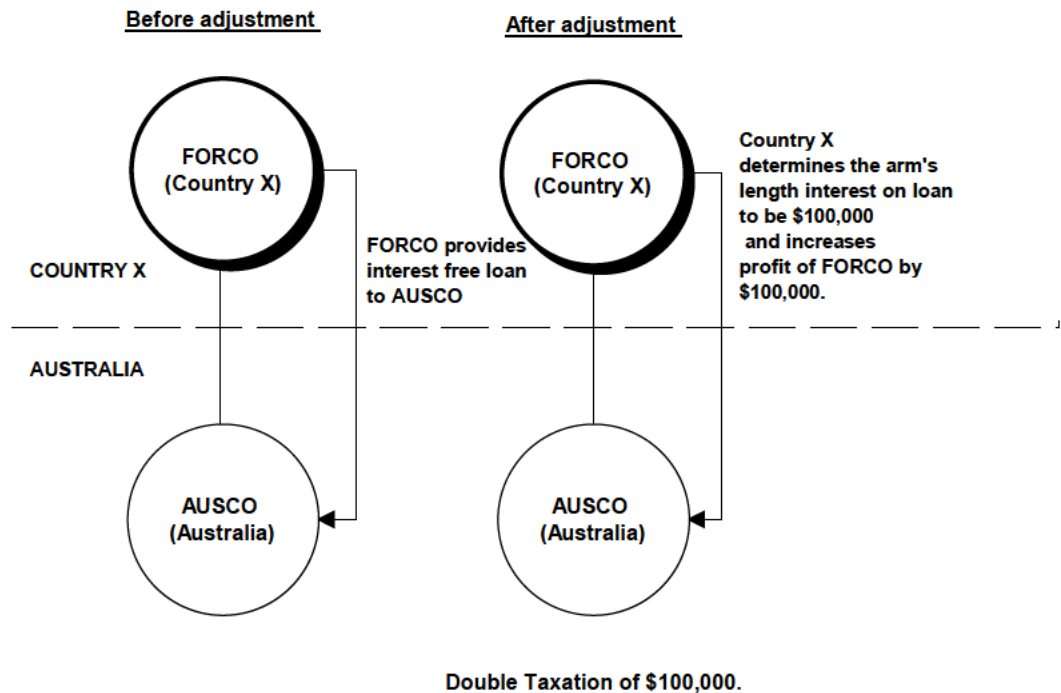 Before adjustment
After adjustment
FORCO
(Country X)
FORCO
(Country X)
Country X
determines the arm's
length interest on loan
to be $100,000
and increases
profit of FORCO by
$100,000.
FORCO provides
interest free loan
to AUSCO
COUNTRY X
AUSTRALIA
AUSCO
(Australia)
AUSCO
(Australia)
Double Taxation of $100,000.